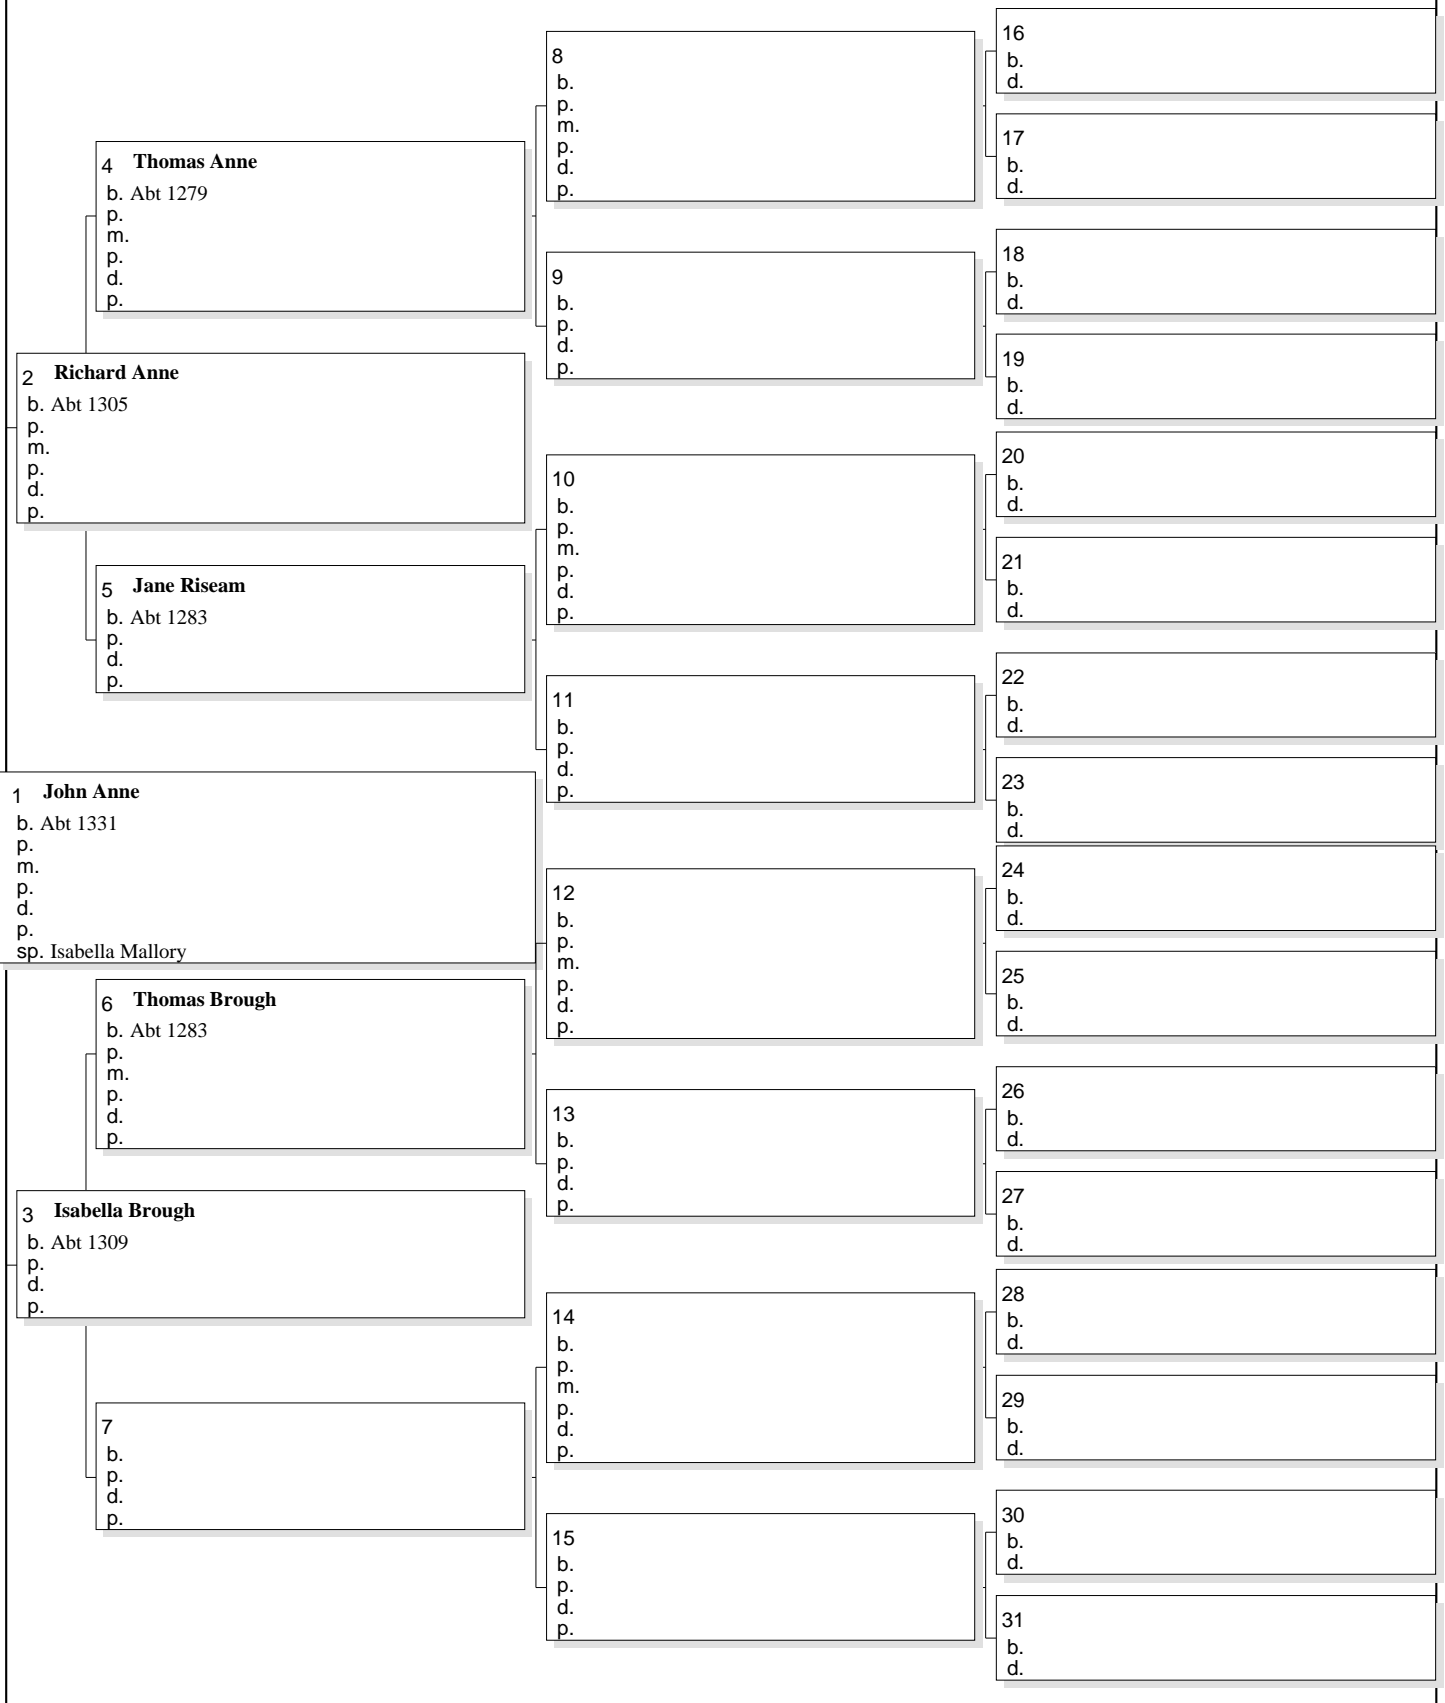 16
b.
d.
8
b.
p.
m.
p.
d.
p.
17
b.
d.
4 Thomas Anne
b. Abt 1279
p.
m.
p.
d.
p.
18
b.
d.
9
b.
p.
d.
p.
19
b.
d.
2 Richard Anne
b. Abt 1305
p.
m.
p.
d.
p.
20
b.
d.
10
b.
p.
m.
p.
d.
p.
21
b.
d.
5 Jane Riseam
b. Abt 1283
p.
d.
p.
22
b.
d.
11
b.
p.
d.
p.
23
b.
d.
1 John Anne
b. Abt 1331
p.
m.
p.
d.
p.
sp. Isabella Mallory
24
b.
d.
12
b.
p.
m.
p.
d.
p.
25
b.
d.
6 Thomas Brough
b. Abt 1283
p.
m.
p.
d.
p.
26
b.
d.
13
b.
p.
d.
p.
27
b.
d.
3 Isabella Brough
b. Abt 1309
p.
d.
p.
28
b.
d.
14
b.
p.
m.
p.
d.
p.
29
b.
d.
7
b.
p.
d.
p.
30
b.
d.
15
b.
p.
d.
p.
31
b.
d.